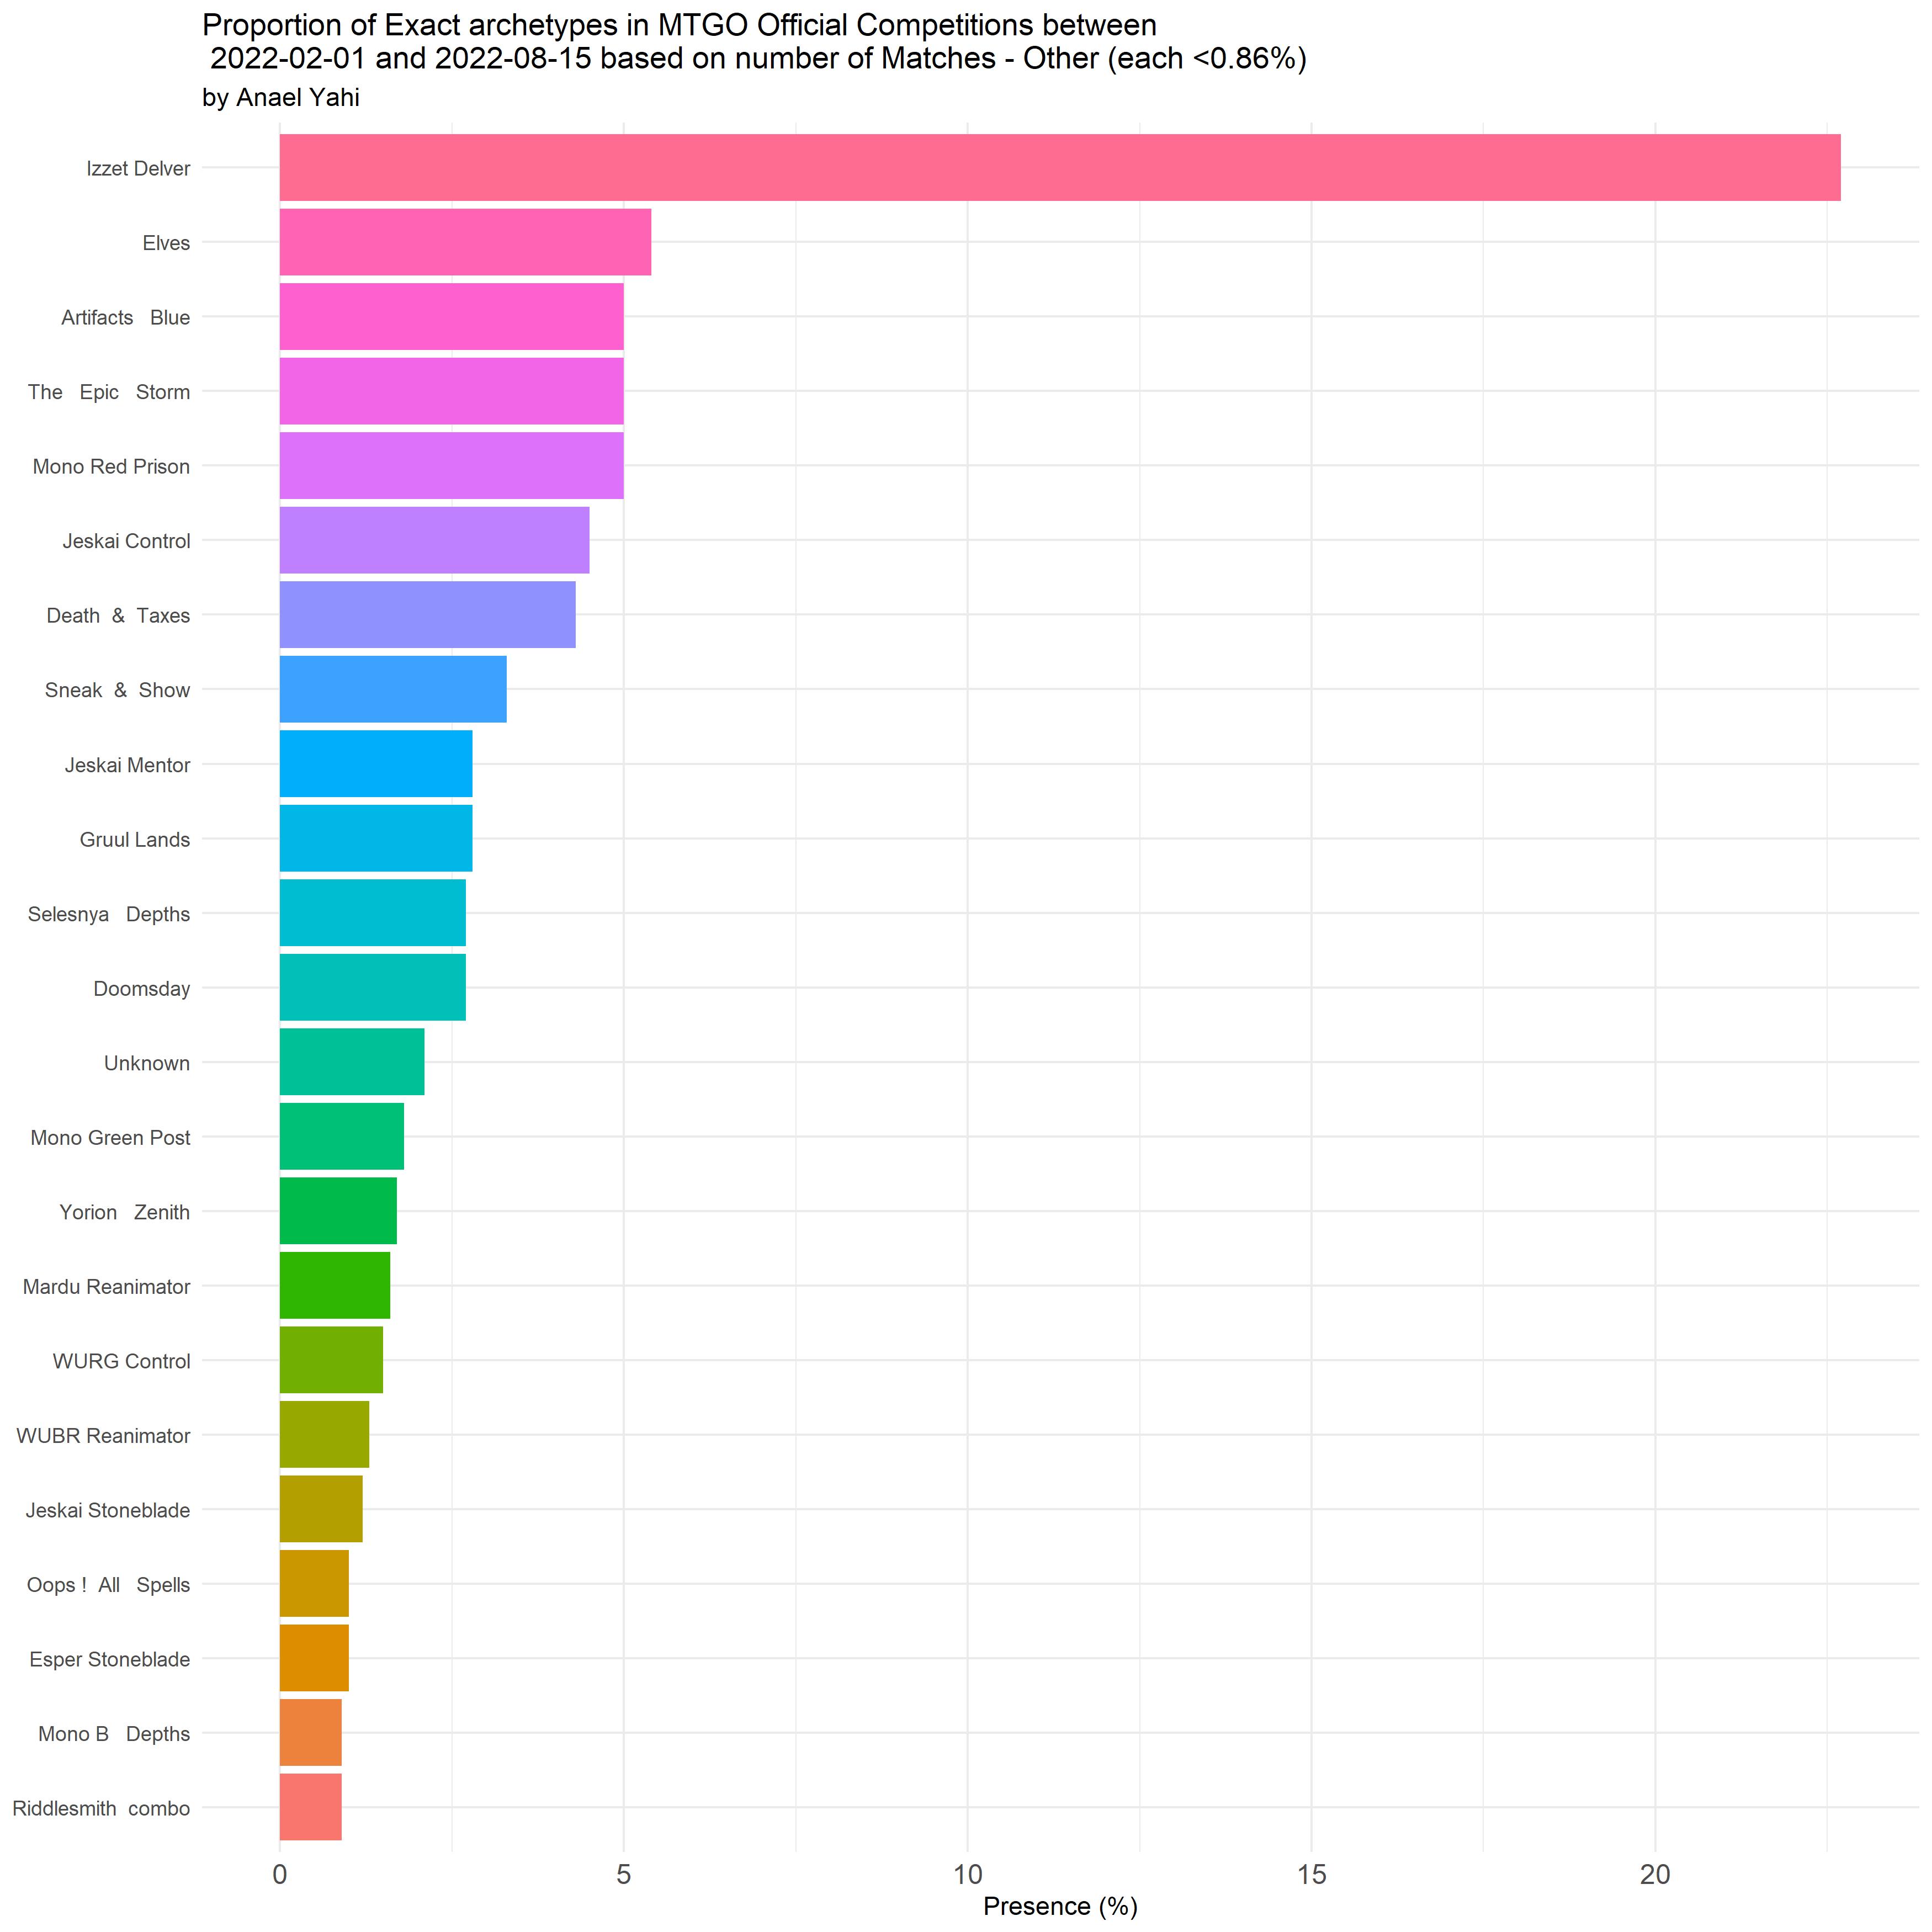 Proportion of Exact archetypes in MTGO Official Competitions between
2022-02-01 and 2022-08-15 based on number of Matches - Other (each <0.86%)
by Anael Yahi
Izzet Delver
Elves
Artifacts Blue
The Epic Storm
Mono Red Prison
Jeskai Control
Death & Taxes
Sneak & Show
Jeskai Mentor
Gruul Lands
Selesnya Depths
Doomsday
Unknown
Mono Green Post
Yorion Zenith
Mardu Reanimator
WURG Control
WUBR Reanimator
Jeskai Stoneblade
Oops ! All Spells
Esper Stoneblade
Mono B Depths
Riddlesmith combo
0 5 10 15 20
Presence (%)